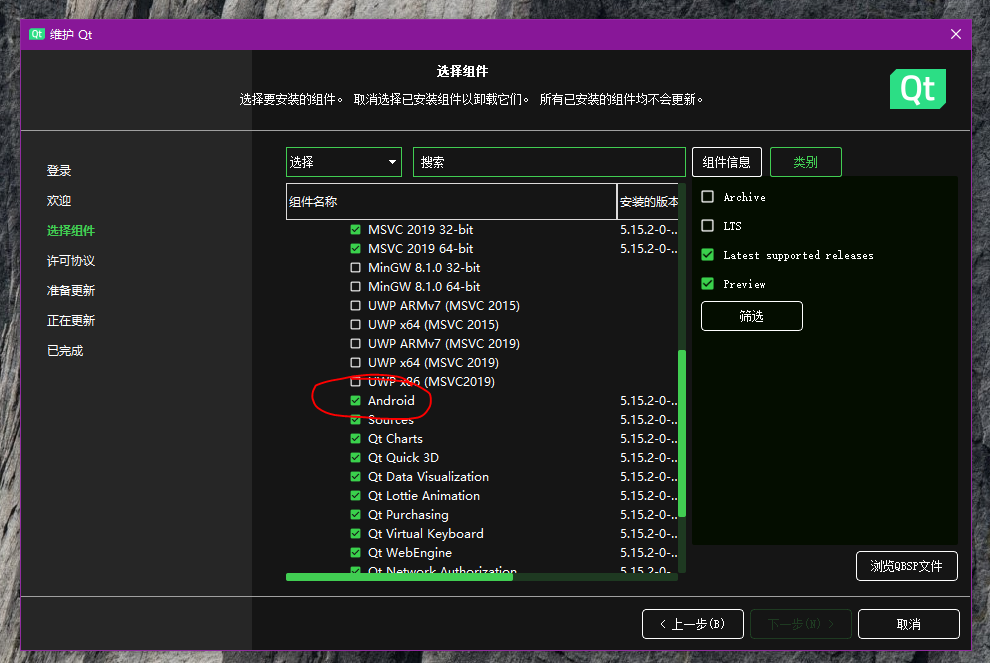 Qt 维护 Qt
选择组件
选择要安装的组件。 取消选择已安装组件以卸载它们。 所有已安装的组件均不会更新。
Qt
登录
欢迎
选择组件
许可协议
准备更新
正在更新
已完成
选择
搜索
组件信息
类别
组件名称 安装的版本
MSVC 2019 32-bit 5.15.2-0-..
MSVC 2019 64-bit 5.15.2-0-..
MinGW 8.1.0 32-bit
MinGW 8.1.0 64-bit
UWP ARMv7 (MSVC 2015)
UWP x64 (MSVC 2015)
UWP ARMv7 (MSVC 2019)
UWP x64 (MSVC 2019)
UWP x86 (MSVC2019)
Android 5.15.2-0-..
Sources 5.15.2-0-..
Qt Charts 5.15.2-0-..
Qt Quick 3D 5.15.2-0-..
Qt Data Visualization 5.15.2-0-..
Qt Lottie Animation 5.15.2-0-..
Qt Purchasing 5.15.2-0-..
Qt Virtual Keyboard 5.15.2-0-..
Qt WebEngine 5.15.2-0-..
Qt Network Authorization 5.15.2-0-..
Archive
LTS
Latest supported releases
Preview
筛选
浏览QBSP文件
< 上一步(B)
下一步(N) >
取消